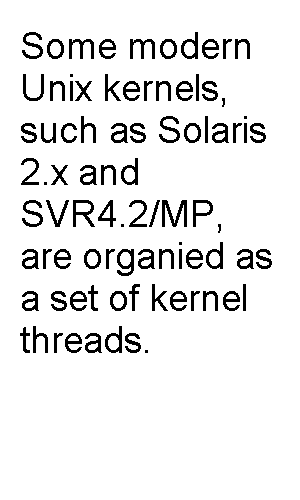 Some modern
Unix kernels,
such as Solaris
2.x and
SVR4.2/MP,
are organied as
a set of kernel
threads.